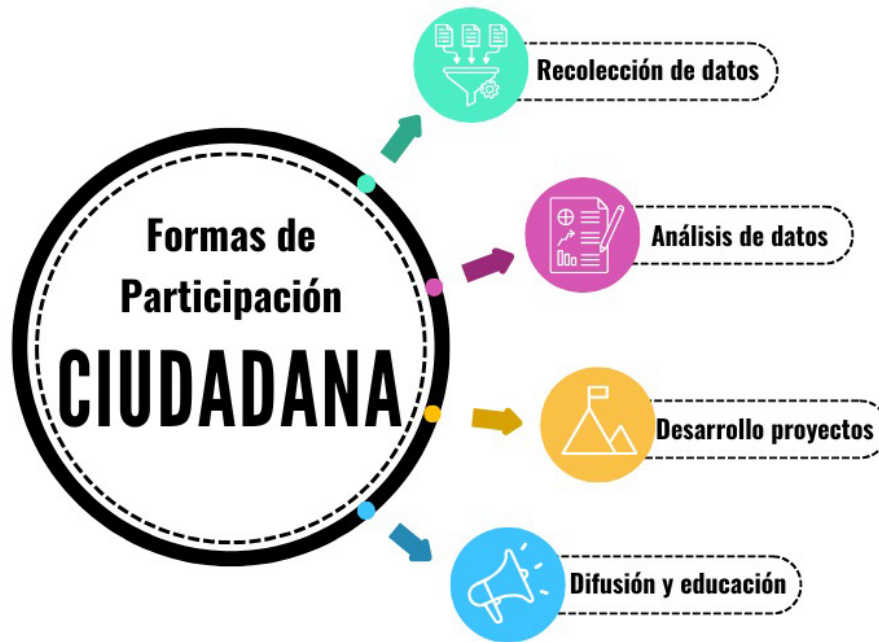 Formas de
Participación
CIUDADANA
Recolección de datos
Análisis de datos
Desarrollo proyectos
Difusión y educación